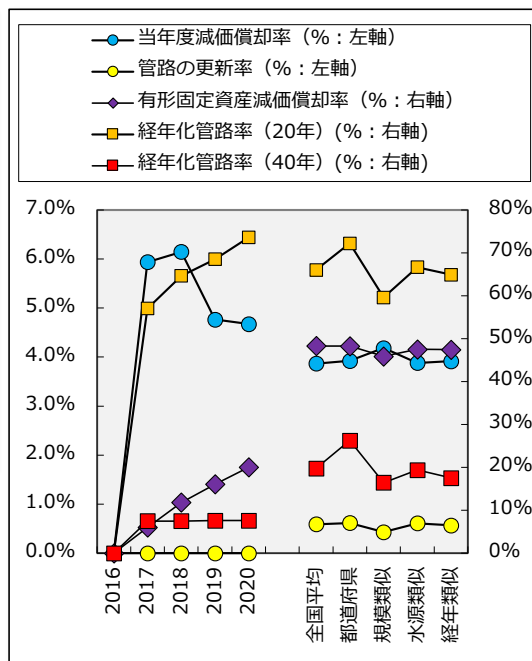 当年度減価償却率（%：左軸）
管路の更新率（%：左軸）
有形固定資産減価償却率（%：右軸）
経年化管路率（20年）(%：右軸)
経年化管路率（40年）(%：右軸)
7.0%
6.0%
5.0%
4.0%
3.0%
2.0%
1.0%
0.0%
80%
70%
60%
50%
40%
30%
20%
10%
0%
2016
2017
2018
2019
2020
全国平均
都道府県
規模類似
水源類似
経年類似